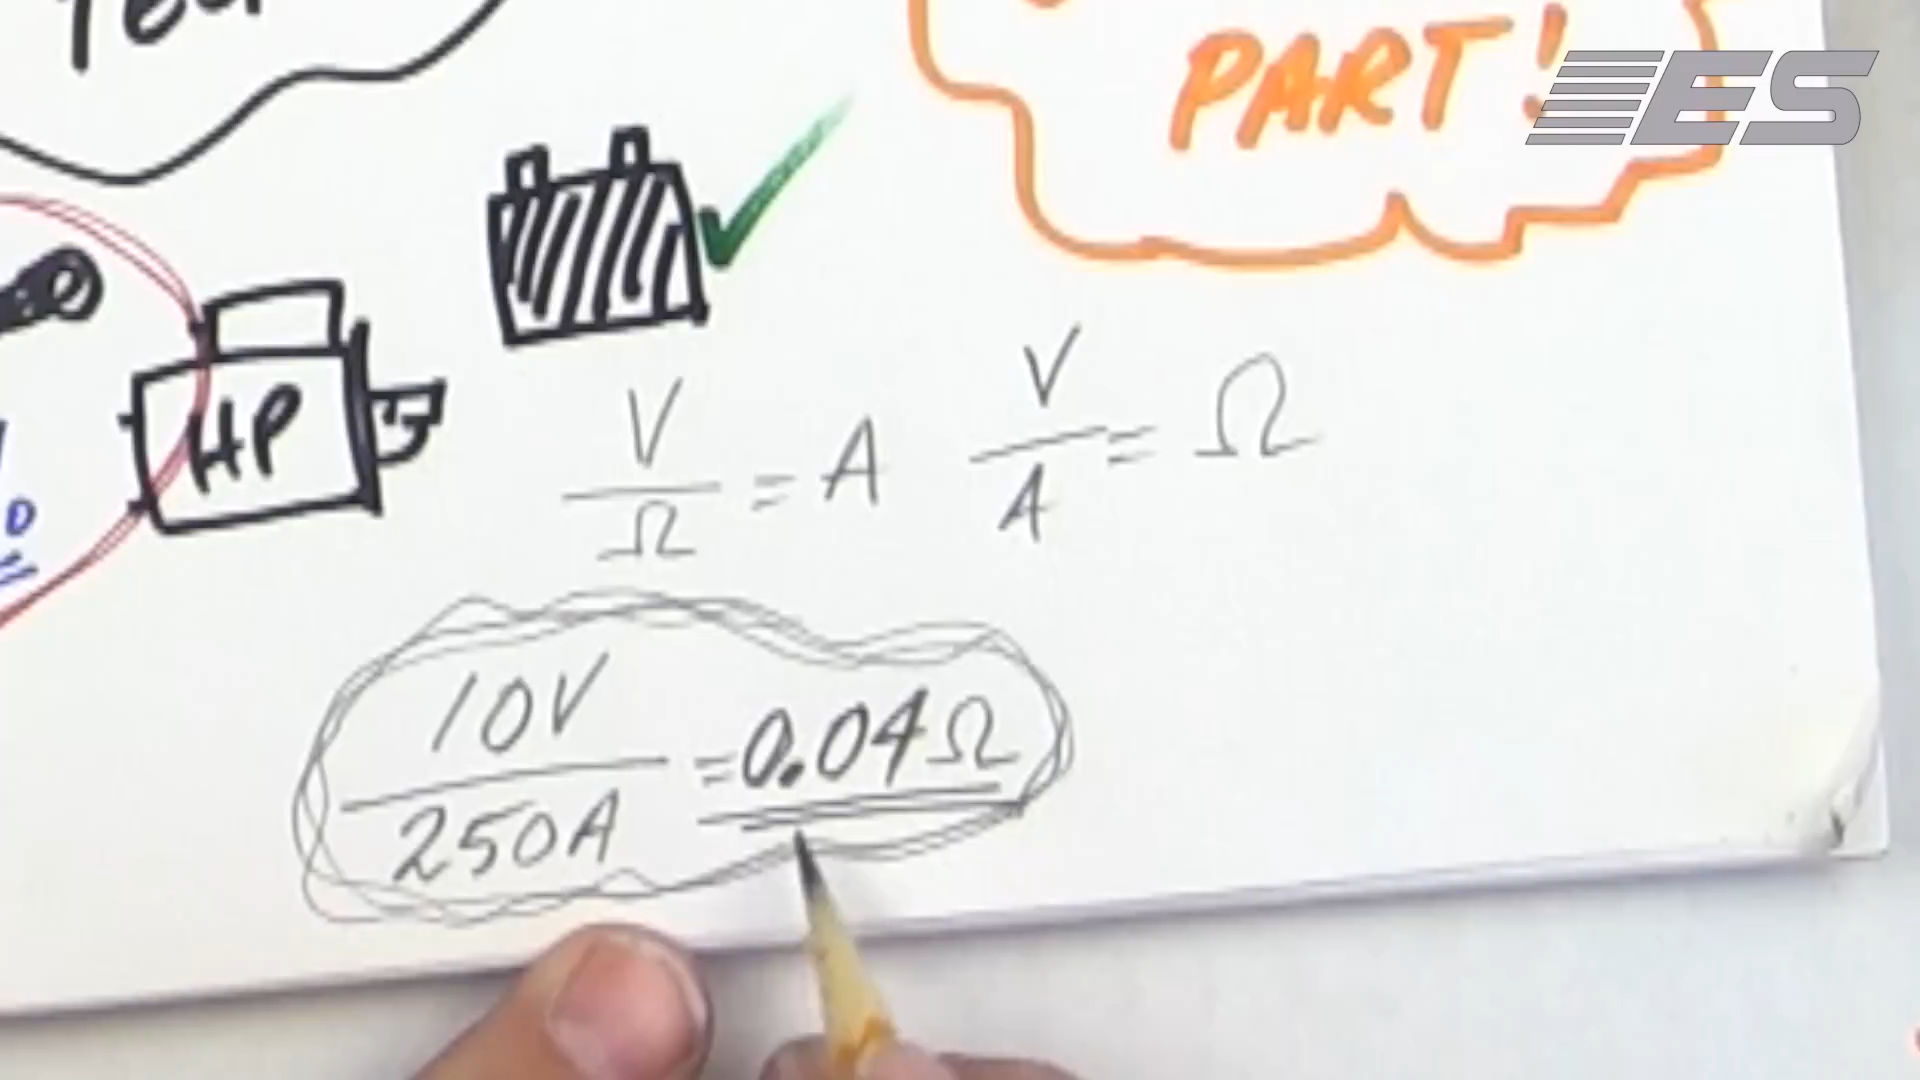 PART!
ES
HP
V/Ω = A
V/A = Ω
10V/250A = 0.04Ω